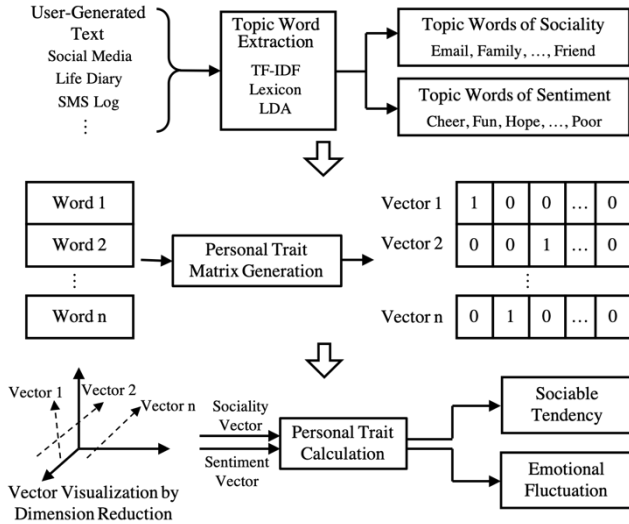 User-Generated
Text
Social Media
Life Diary
SMS Log
⋮
Topic Word
Extraction
TF-IDF
Lexicon
LDA
Topic Words of Sociality
Email, Family, …, Friend
Topic Words of Sentiment
Cheer, Fun, Hope, …, Poor
Word 1
Word 2
⋮
Word n
Personal Trait
Matrix Generation
Vector 1 1 0 0 … 0
Vector 2 0 0 1 … 0
⋮
Vector n 0 1 0 … 0
Vector 1
Vector 2
Vector n
Vector Visualization by
Dimension Reduction
Sociality
Vector
Sentiment
Vector
Personal Trait
Calculation
Sociable
Tendency
Emotional
Fluctuation